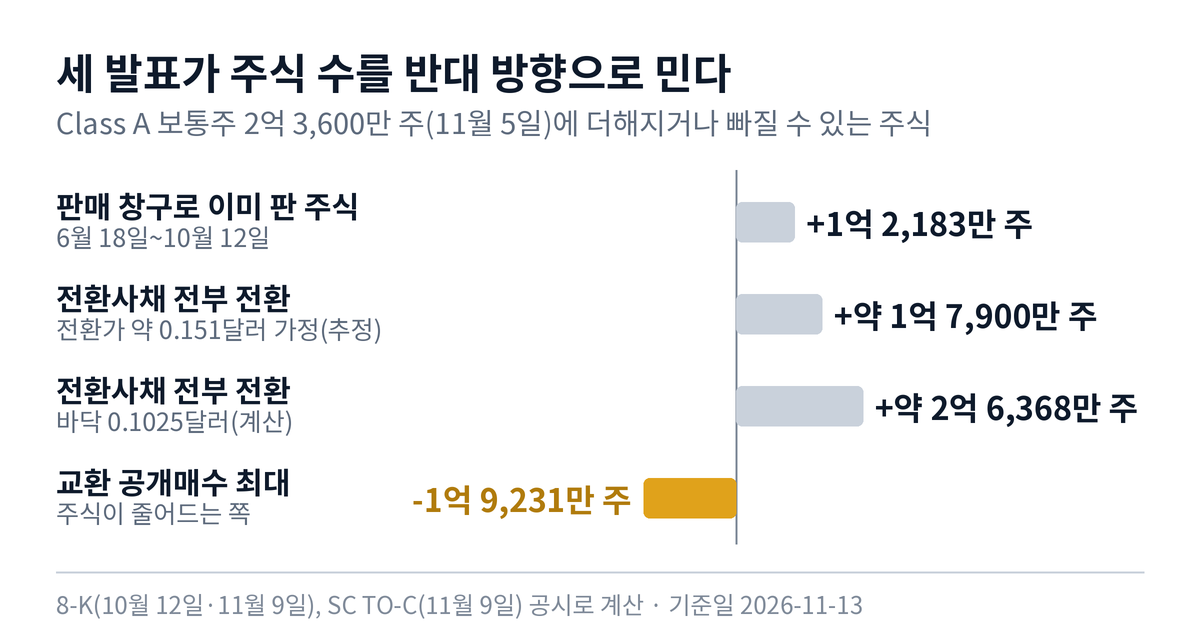 세 발표가 주식 수를 반대 방향으로 민다
Class A 보통주 2억 3,600만 주(11월 5일)에 더해지거나 빠질 수 있는 주식
판매 창구로 이미 판 주식
6월 18일~10월 12일
+1억 2,183만 주
전환사채 전부 전환
전환가 약 0.151달러 가정(추정)
+약 1억 7,900만 주
전환사채 전부 전환
바닥 0.1025달러(계산)
+약 2억 6,368만 주
교환 공개매수 최대
주식이 줄어드는 쪽
-1억 9,231만 주
8-K(10월 12일·11월 9일), SC TO-C(11월 9일) 공시로 계산 · 기준일 2026-11-13